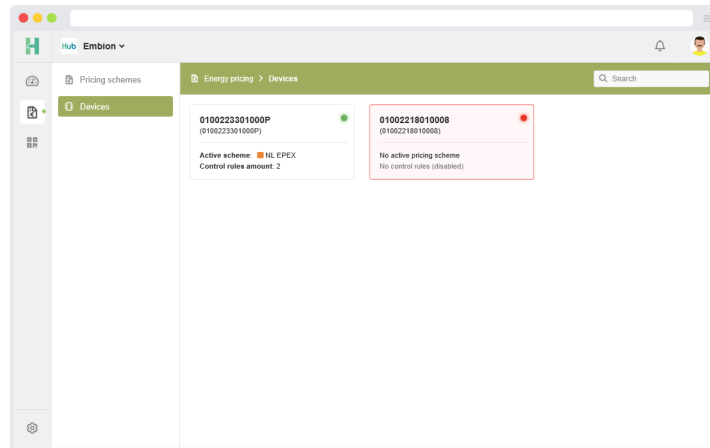 H
Hub Embion
Pricing schemes
Devices
Energy pricing > Devices
Search
0100223301000P
(0100223301000P)
Active scheme: NL EPEX
Control rules amount: 2
01002218010008
(01002218010008)
No active pricing scheme
No control rules (disabled)